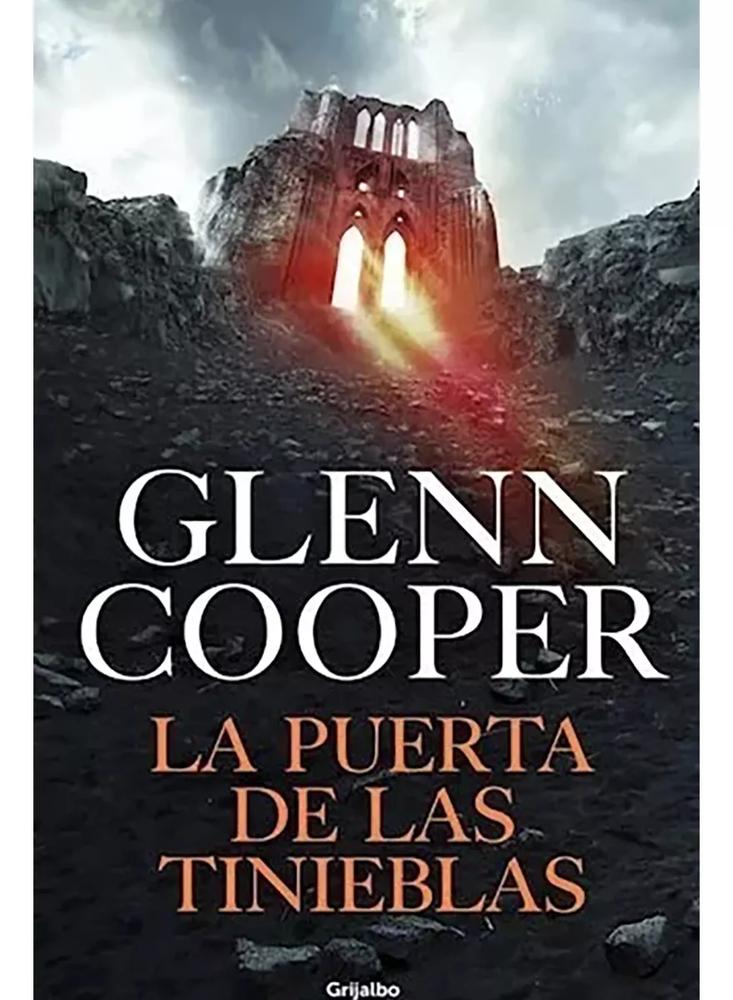 GLENN
COOPER
LA PUERTA
DE LAS
TINIEBLAS
Grijalbo